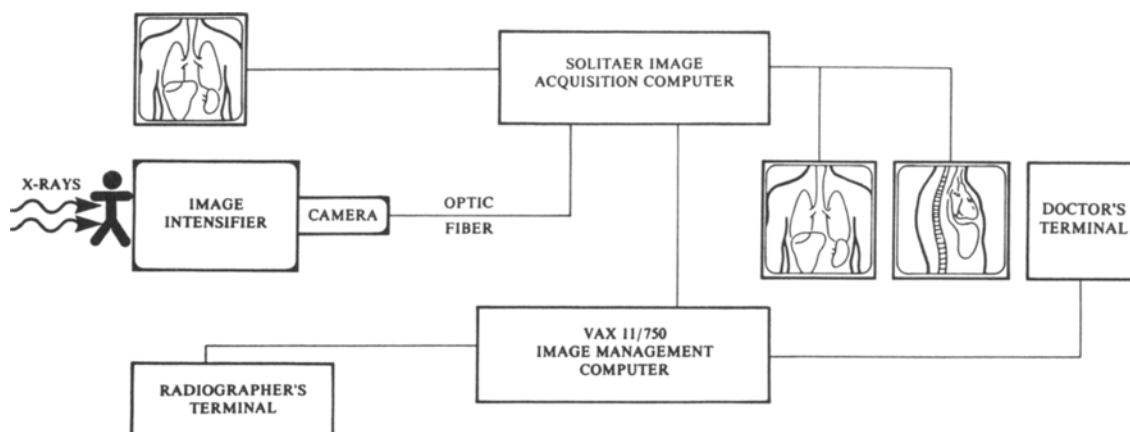 SOLITAER IMAGE
ACQUISITION COMPUTER
X-RAYS
IMAGE
INTENSIFIER
CAMERA
OPTIC
FIBER
DOCTOR'S
TERMINAL
VAX 11/750
IMAGE MANAGEMENT
COMPUTER
RADIOGRAPHER'S
TERMINAL